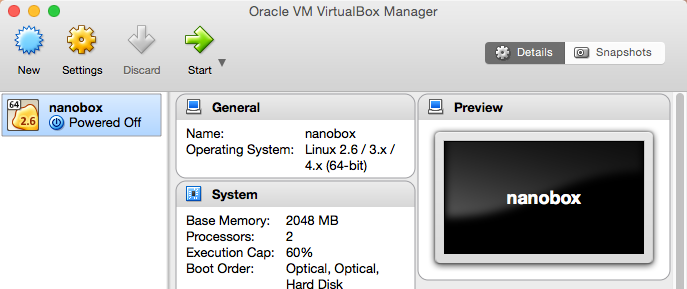 Oracle VM VirtualBox Manager
New
Settings
Discard
Start
Details
Snapshots
64
2.6
nanobox
Powered Off
General
Name: nanobox
Operating System: Linux 2.6 / 3.x /
4.x (64-bit)
System
Base Memory: 2048 MB
Processors: 2
Execution Cap: 60%
Boot Order: Optical, Optical,
Hard Disk
Preview
nanobox